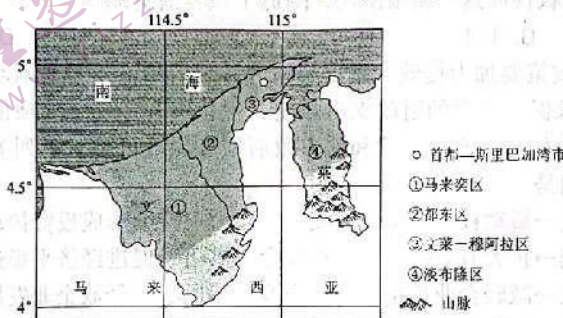 114.5° 115°
5°
南 海
③
②
④
莱
4.5°
文 ①
马 来 西 亚
4°
○ 首都—斯里巴加湾市
①马来奕区
②都东区
③文莱-穆阿拉区
④淡布隆区
山脉